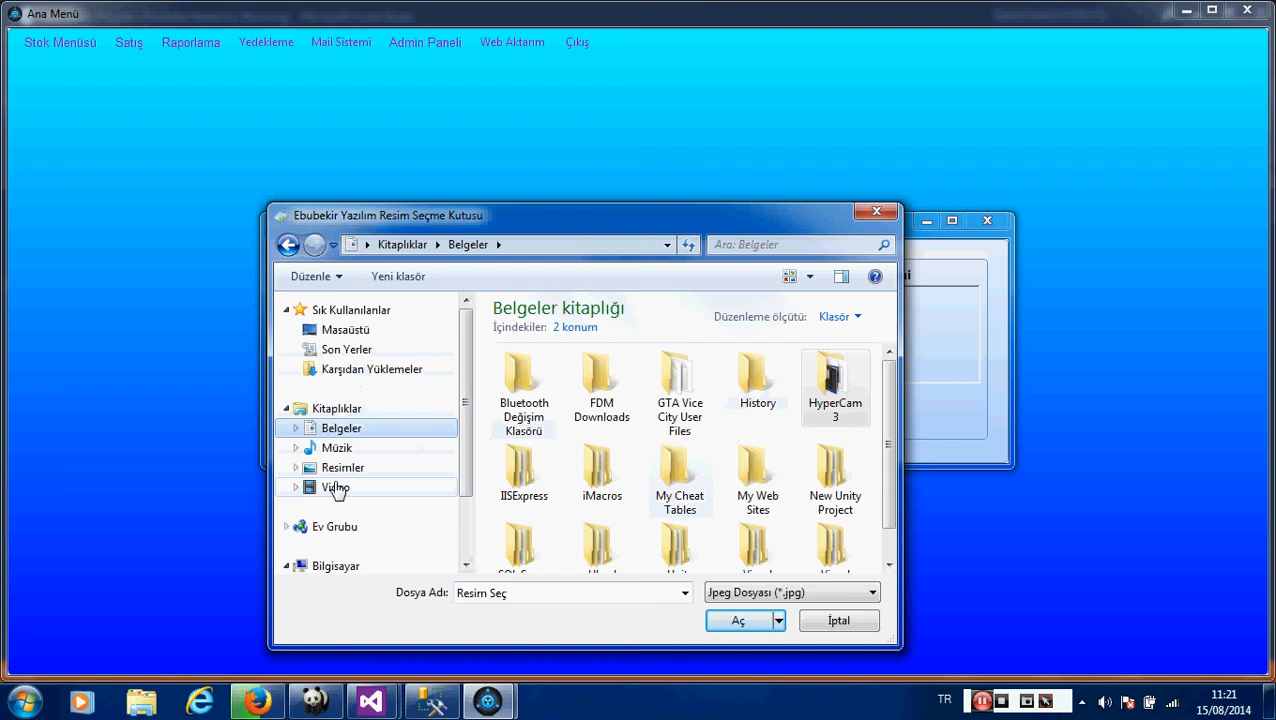 Ana Menü
Stok Menüsü Satış Raporlama Yedekleme Mail Sistemi Admin Paneli Web Aktarım Çıkış
Ebubekir Yazılım Resim Seçme Kutusu
Kitaplıklar Belgeler
Ara: Belgeler
Düzenle Yeni klasör
Sık Kullanılanlar
Masaüstü
Son Yerler
Karşıdan Yüklemeler
Kitaplıklar
Belgeler
Müzik
Resimler
Ev Grubu
Bilgisayar
Belgeler kitaplığı
İçindekiler: 2 konum
Düzenleme ölçütü: Klasör
Bluetooth Değişim Klasörü
FDM Downloads
GTA Vice City User Files
History
HyperCam 3
IISExpress
iMacros
My Cheat Tables
My Web Sites
New Unity Project
Dosya Adı: Resim Seç
Jpeg Dosyası (*.jpg)
Aç İptal
TR
11:21
15/08/2014